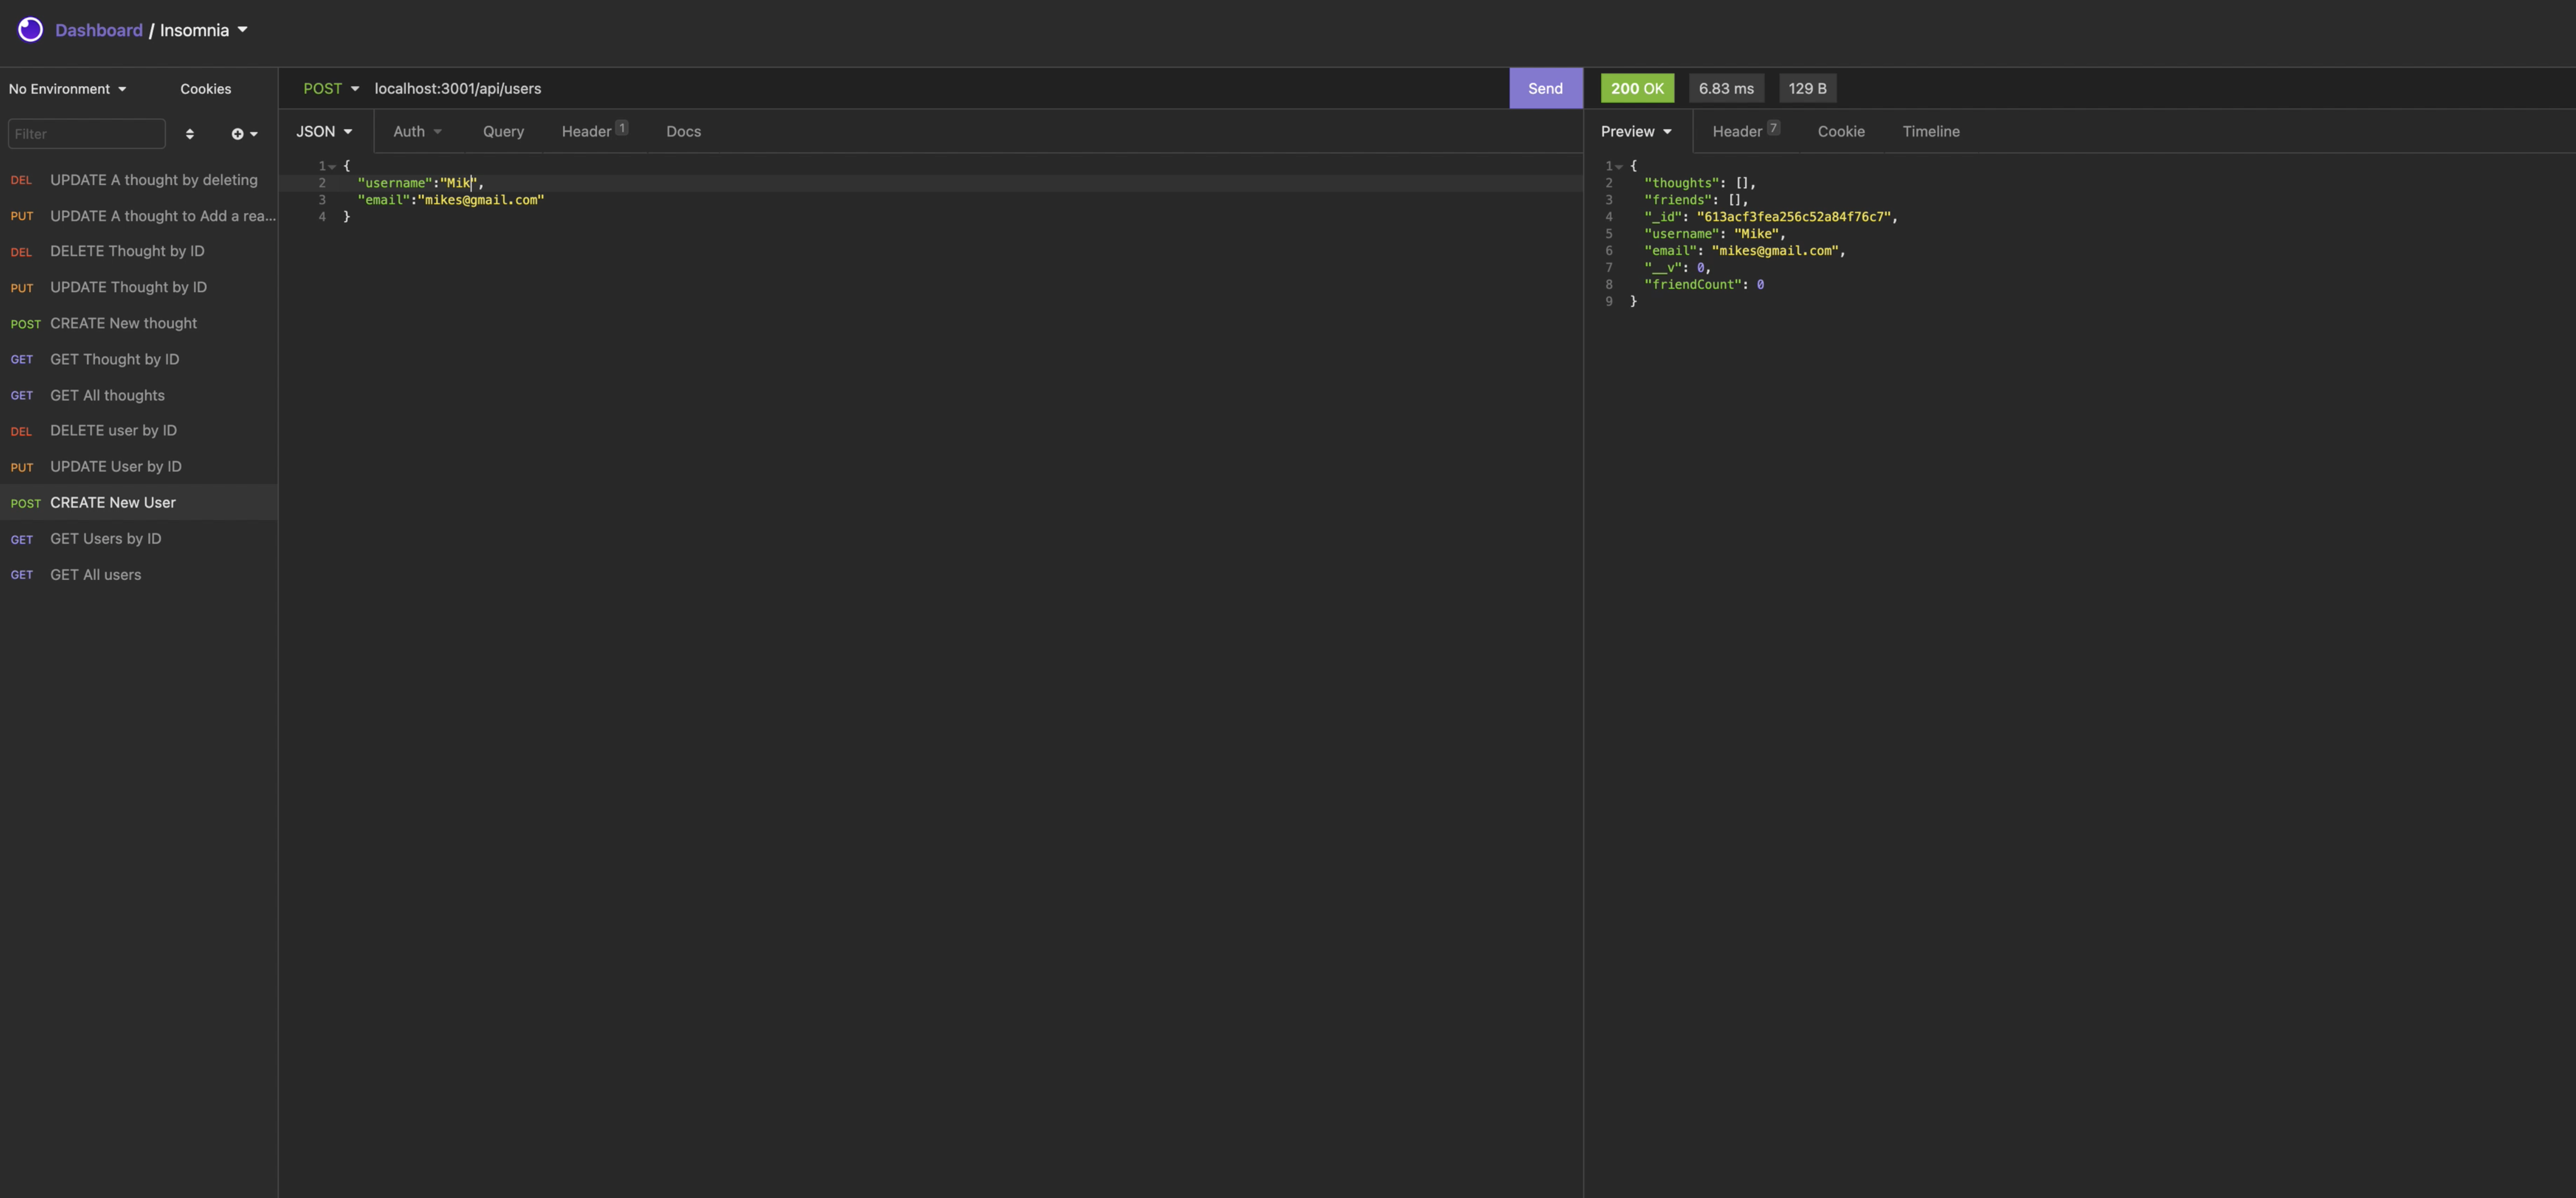 Dashboard / Insomnia
No Environment
Cookies
Filter
DEL UPDATE A thought by deleting
PUT UPDATE A thought to Add a rea...
DEL DELETE Thought by ID
PUT UPDATE Thought by ID
POST CREATE New thought
GET GET Thought by ID
GET GET All thoughts
DEL DELETE user by ID
PUT UPDATE User by ID
POST CREATE New User
GET GET Users by ID
GET GET All users
POST localhost:3001/api/users Send
JSON Auth Query Header 1 Docs
1 {
2 "username":"Mik",
3 "email":"mikes@gmail.com"
4 }
200 OK 6.83 ms 129 B
Preview Header 7 Cookie Timeline
1 {
2 "thoughts": [],
3 "friends": [],
4 "_id": "613acf3fea256c52a84f76c7",
5 "username": "Mike",
6 "email": "mikes@gmail.com",
7 "__v": 0,
8 "friendCount": 0
9 }